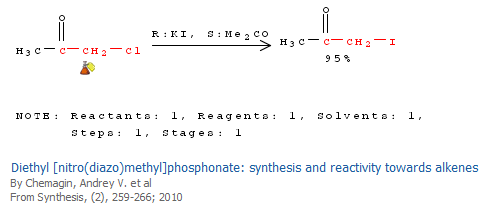 O
R:KI, S:Me2CO
O
H3C—C—CH2—Cl
H3C—C—CH2—I
95%
NOTE: Reactants: 1, Reagents: 1, Solvents: 1,
Steps: 1, Stages: 1
Diethyl [nitro(diazo)methyl]phosphonate: synthesis and reactivity towards alkenes
By Chemagin, Andrey V. et al
From Synthesis, (2), 259-266; 2010